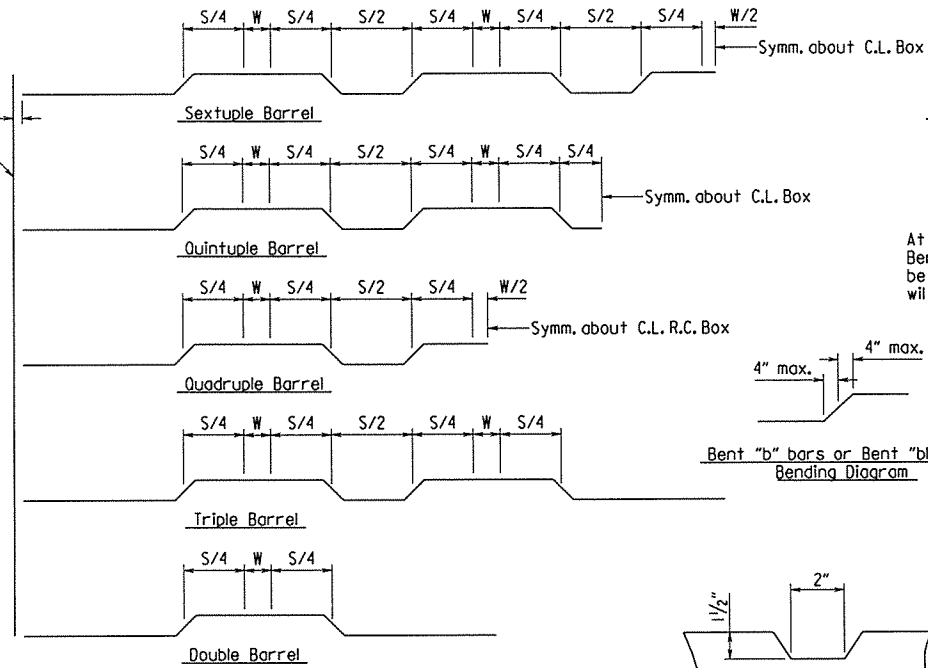 S/4 W S/4 S/2 S/4 W S/4 S/2 S/4 W/2
Symm. about C.L. Box
Sextuple Barrel
S/4 W S/4 S/2 S/4 W S/4 S/4
Symm. about C.L. Box
Quintuple Barrel
S/4 W S/4 S/2 S/4 W/2
Symm. about C.L. R.C. Box
Quadruple Barrel
S/4 W S/4 S/2 S/4 W S/4
Triple Barrel
S/4 W S/4
Double Barrel
At
Ben
be
wil
4" max.
4" max.
Bent "b" bars or Bent "bl
Bending Diagram
2"
1½"